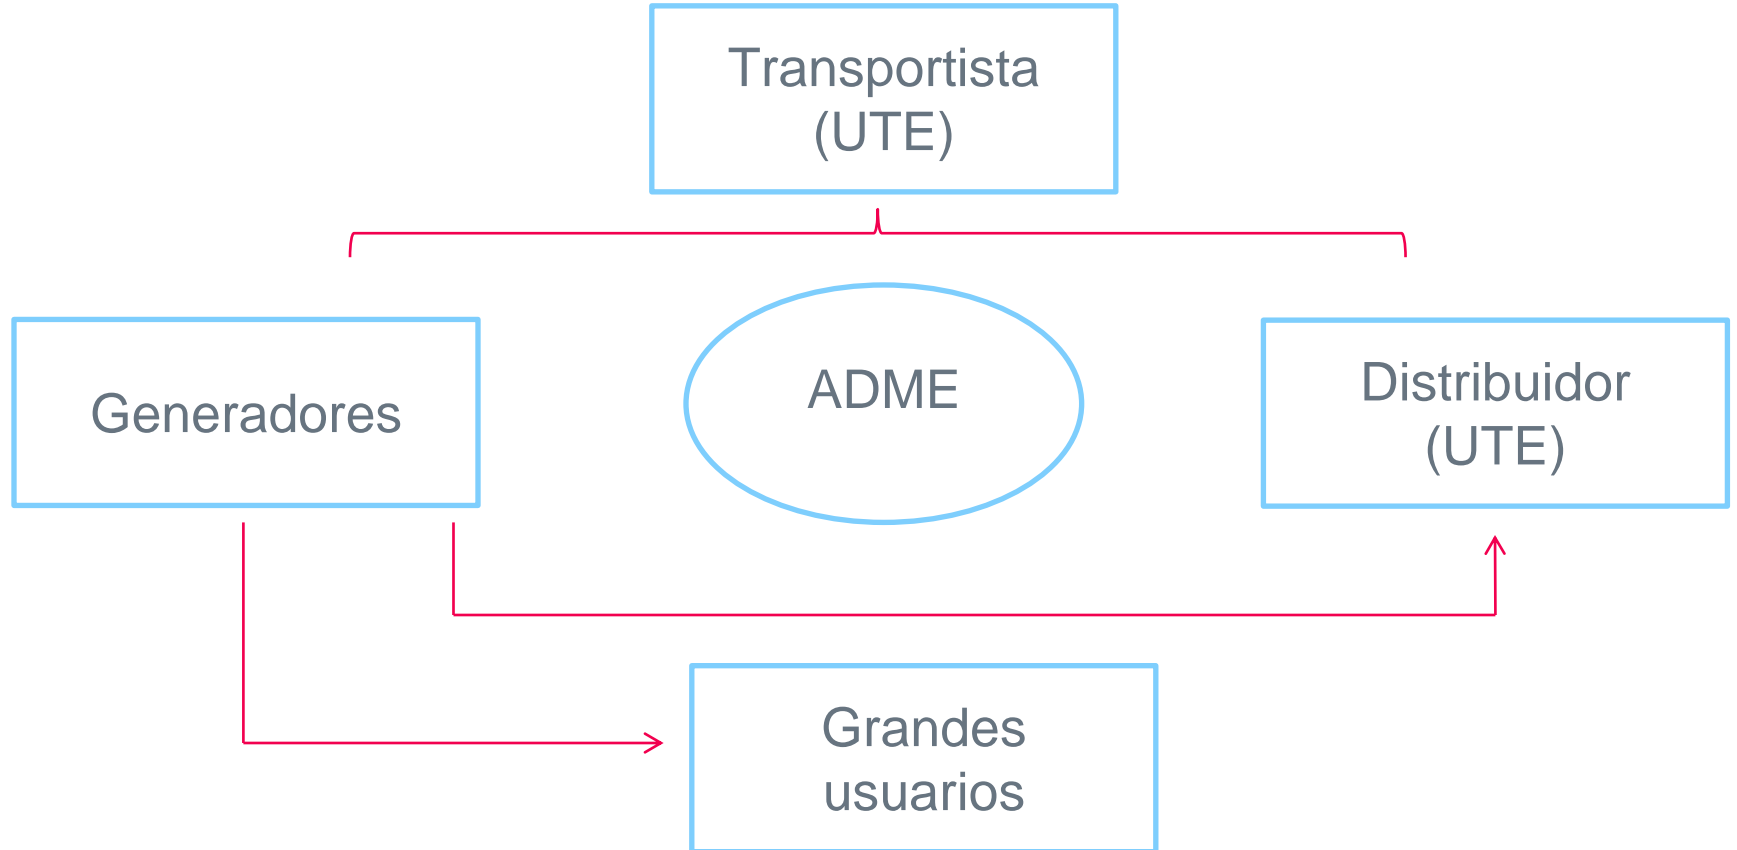 Transportista
(UTE)
Generadores
ADME
Distribuidor
(UTE)
Grandes
usuarios